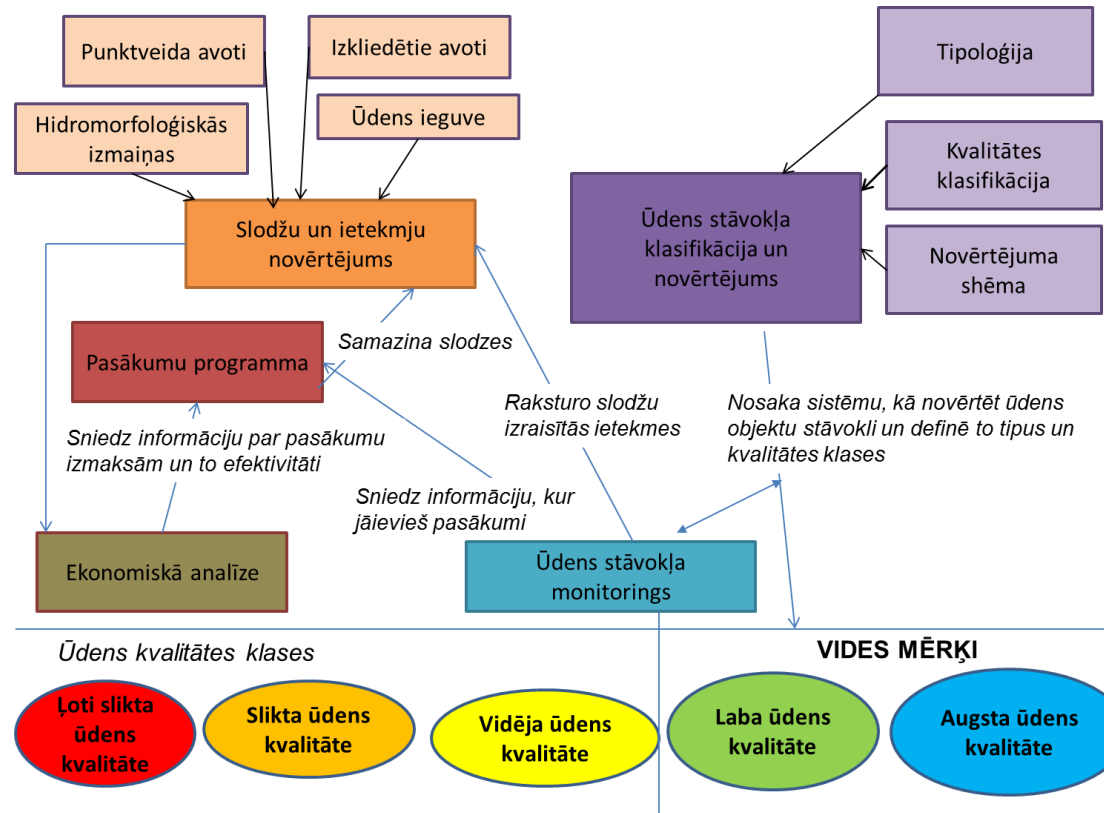 Punktveida avoti
Izkliedētie avoti
Tipoloģija
Hidromorfoloģiskās
izmaiņas
Ūdens ieguve
Kvalitātes
klasifikācija
Slodžu un ietekmju
novērtējums
Ūdens stāvokļa
klasifikācija un
novērtējums
Novērtējuma
shēma
Pasākumu programma
Samazina slodzes
Raksturo slodžu
izraisītās ietekmes
Nosaka sistēmu, kā novērtēt ūdens
objektu stāvokli un definē to tipus un
kvalitātes klases
Sniedz informāciju par pasākumu
izmaksām un to efektivitāti
Sniedz informāciju, kur
jāievieš pasākumi
Ekonomiskā analīze
Ūdens stāvokļa
monitorings
Ūdens kvalitātes klases
VIDES MĒRĶI
Ļoti slikta
ūdens
kvalitāte
Slikta ūdens
kvalitāte
Vidēja ūdens
kvalitāte
Laba ūdens
kvalitāte
Augsta ūdens
kvalitāte